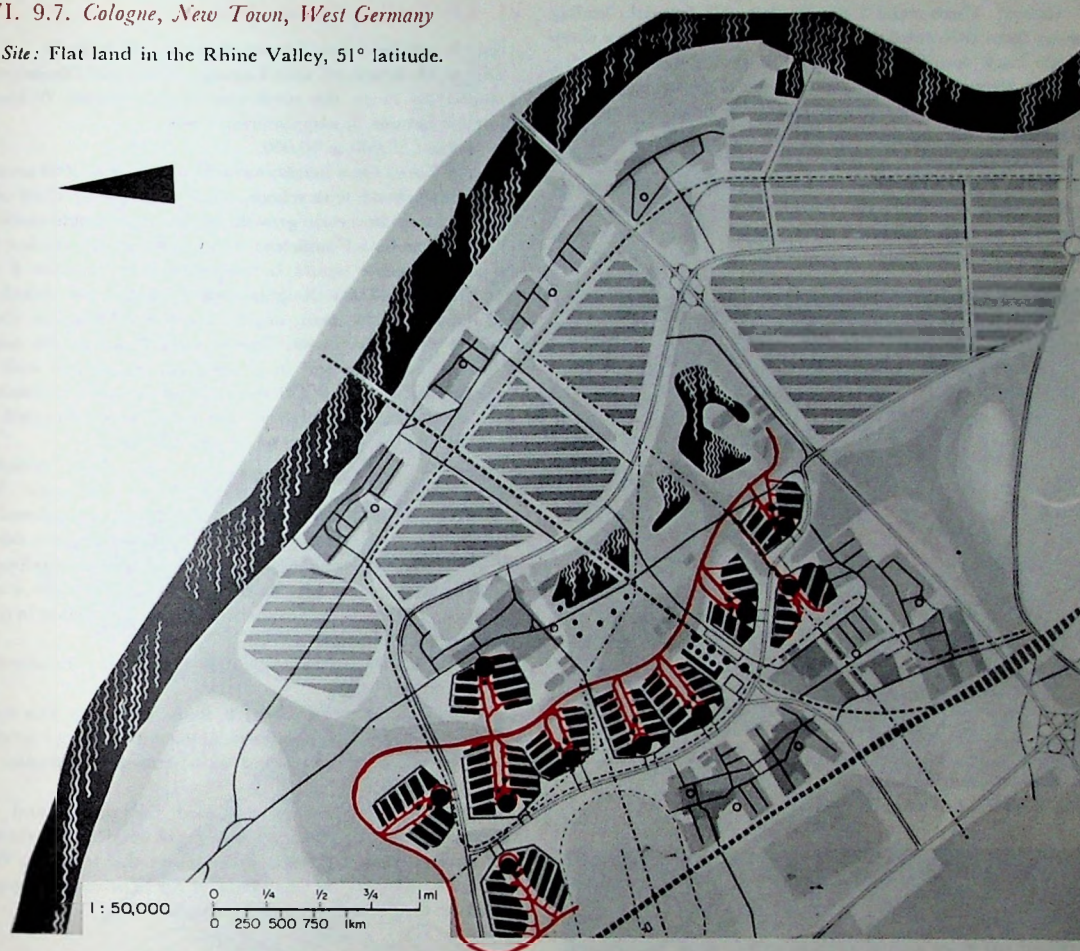 VI. 9.7. Cologne, New Town, West Germany
Site: Flat land in the Rhine Valley, 51° latitude.
1 : 50,000
0 ¼ ½ ¾ 1ml
0 250 500 750 1km